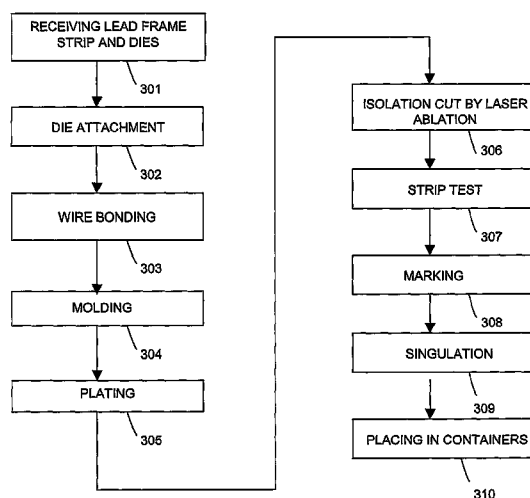 RECEIVING LEAD FRAME
STRIP AND DIES
301
DIE ATTACHMENT
302
WIRE BONDING
303
MOLDING
304
PLATING
305
ISOLATION CUT BY LASER
ABLATION
306
STRIP TEST
307
MARKING
308
SINGULATION
309
PLACING IN CONTAINERS
310